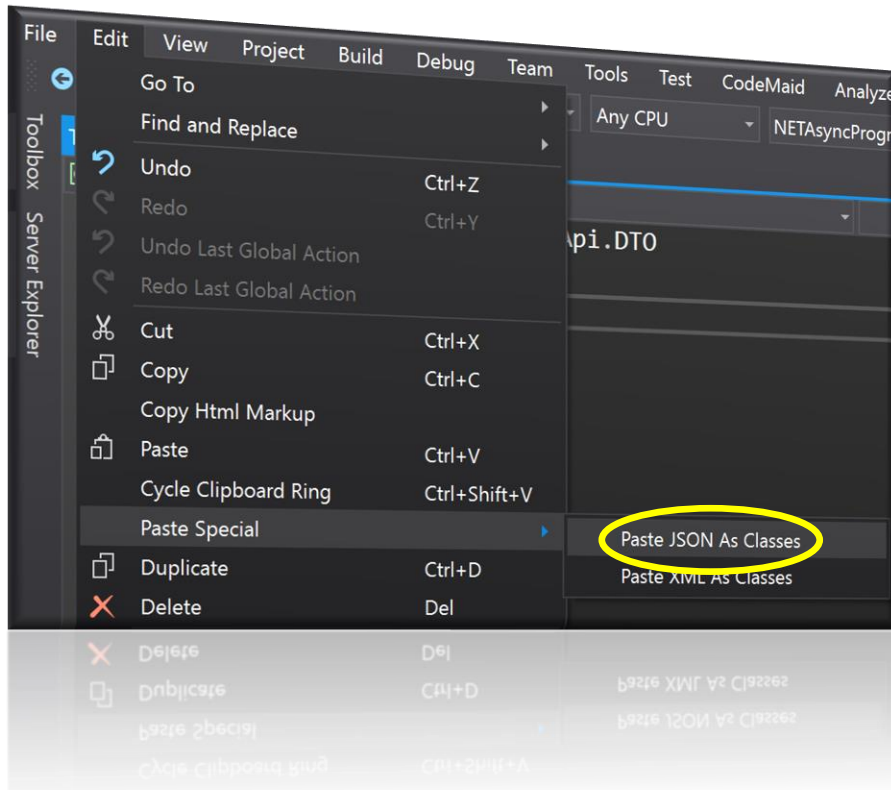 File Edit View Project Build Debug Team Tools Test CodeMaid Analyze
Go To
Any CPU
NETAsyncProgr
Find and Replace
Toolbox
Server Explorer
Undo Ctrl+Z
Redo Ctrl+Y
Api.DTO
Undo Last Global Action
Redo Last Global Action
Cut Ctrl+X
Copy Ctrl+C
Copy Html Markup
Paste Ctrl+V
Cycle Clipboard Ring Ctrl+Shift+V
Paste Special
Paste JSON As Classes
Paste XML As Classes
Duplicate Ctrl+D
Delete Del